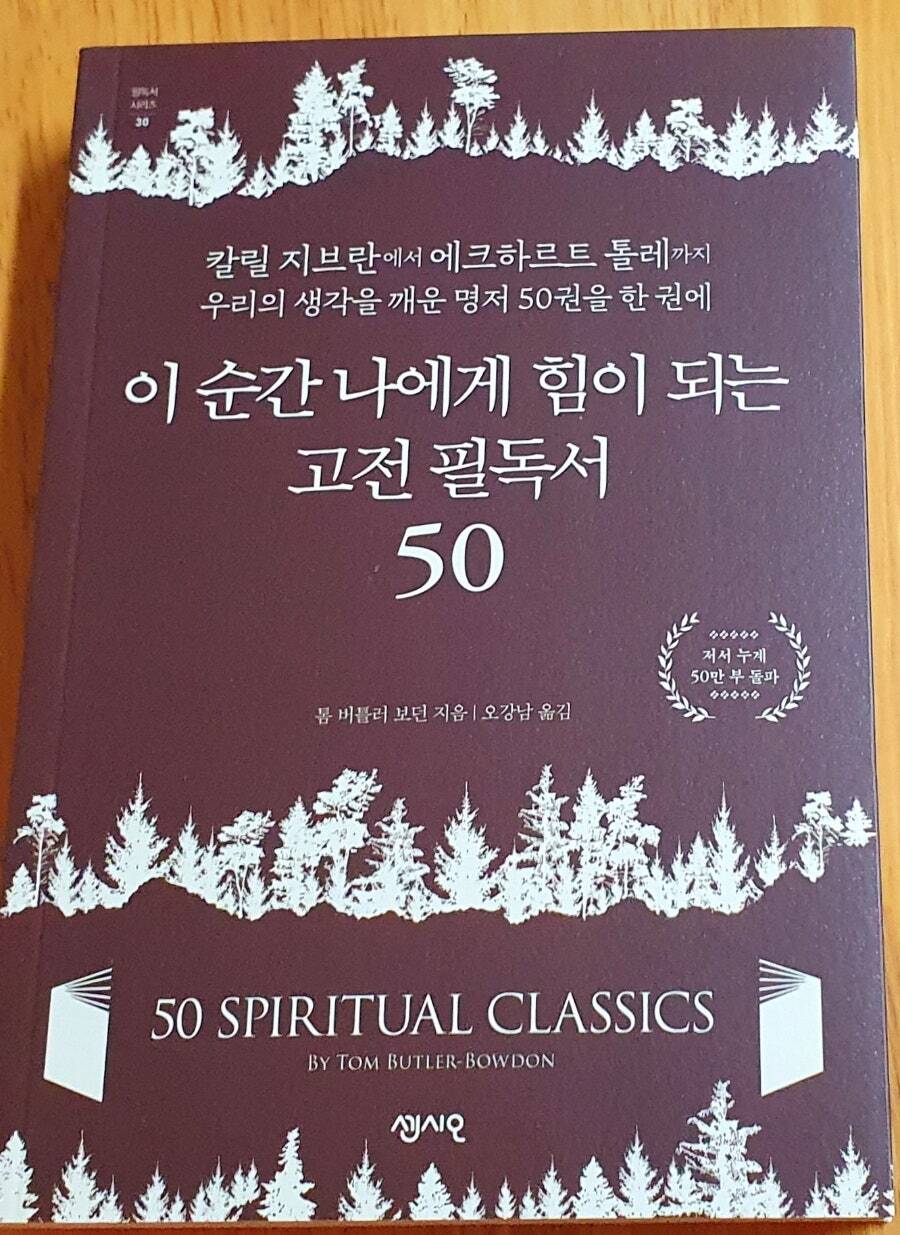 필독서
시리즈
30
칼릴 지브란에서 에크하르트 톨레까지
우리의 생각을 깨운 명저 50권을 한 권에
이 순간 나에게 힘이 되는
고전 필독서
50
저서 누계
50만 부 돌파
톰 버틀러 보던 지음 | 오강남 옮김
50 SPIRITUAL CLASSICS
BY TOM BUTLER-BOWDON
센시오